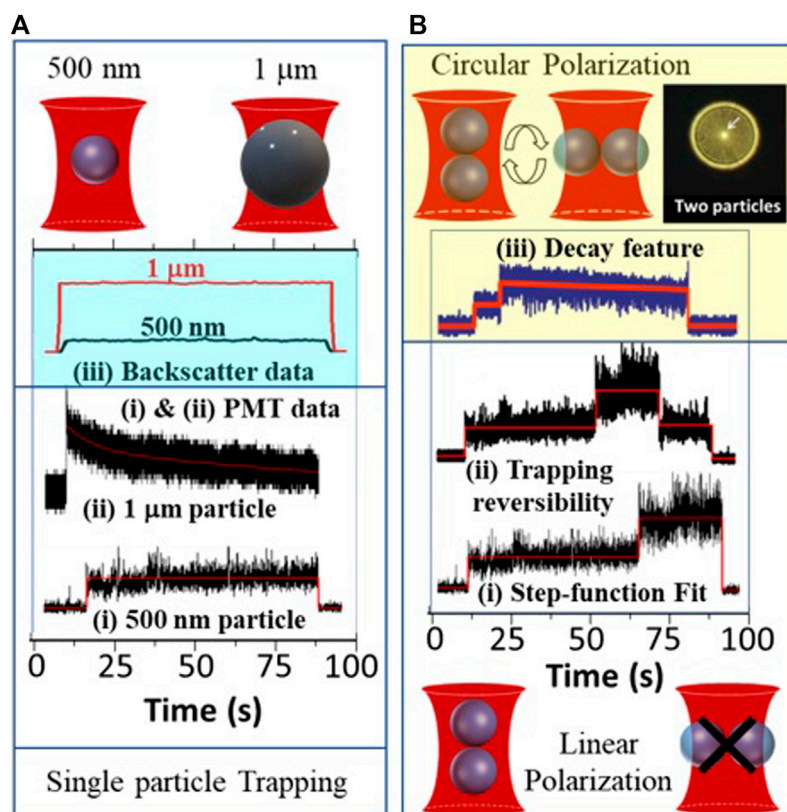 A
500 nm
1 μm
1 μm
500 nm
(iii) Backscatter data
(i) & (ii) PMT data
(ii) 1 μm particle
(i) 500 nm particle
0 25 50 75 100
Time (s)
Single particle Trapping
B
Circular Polarization
Two particles
(iii) Decay feature
(ii) Trapping
reversibility
(i) Step-function Fit
0 25 50 75 100
Time (s)
Linear
Polarization